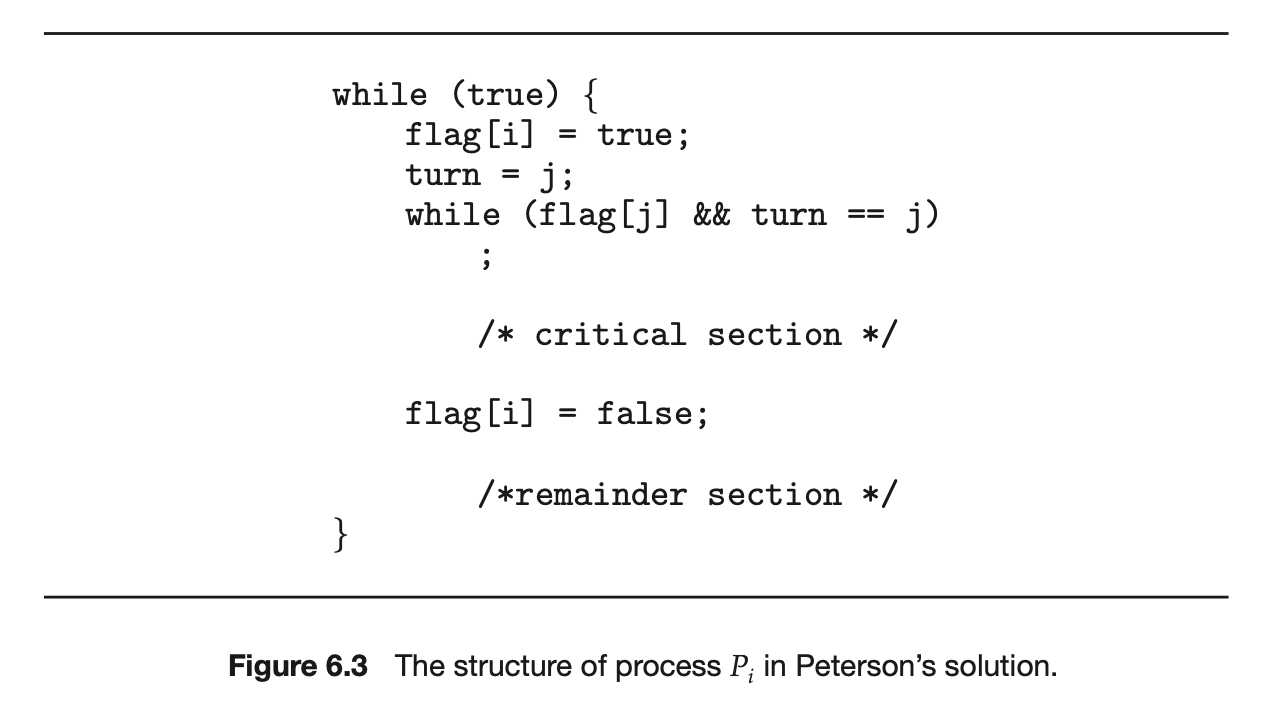 while (true) {
flag[i] = true;
turn = j;
while (flag[j] && turn == j)
;
/* critical section */
flag[i] = false;
/*remainder section */
}
Figure 6.3 The structure of process Pi in Peterson's solution.